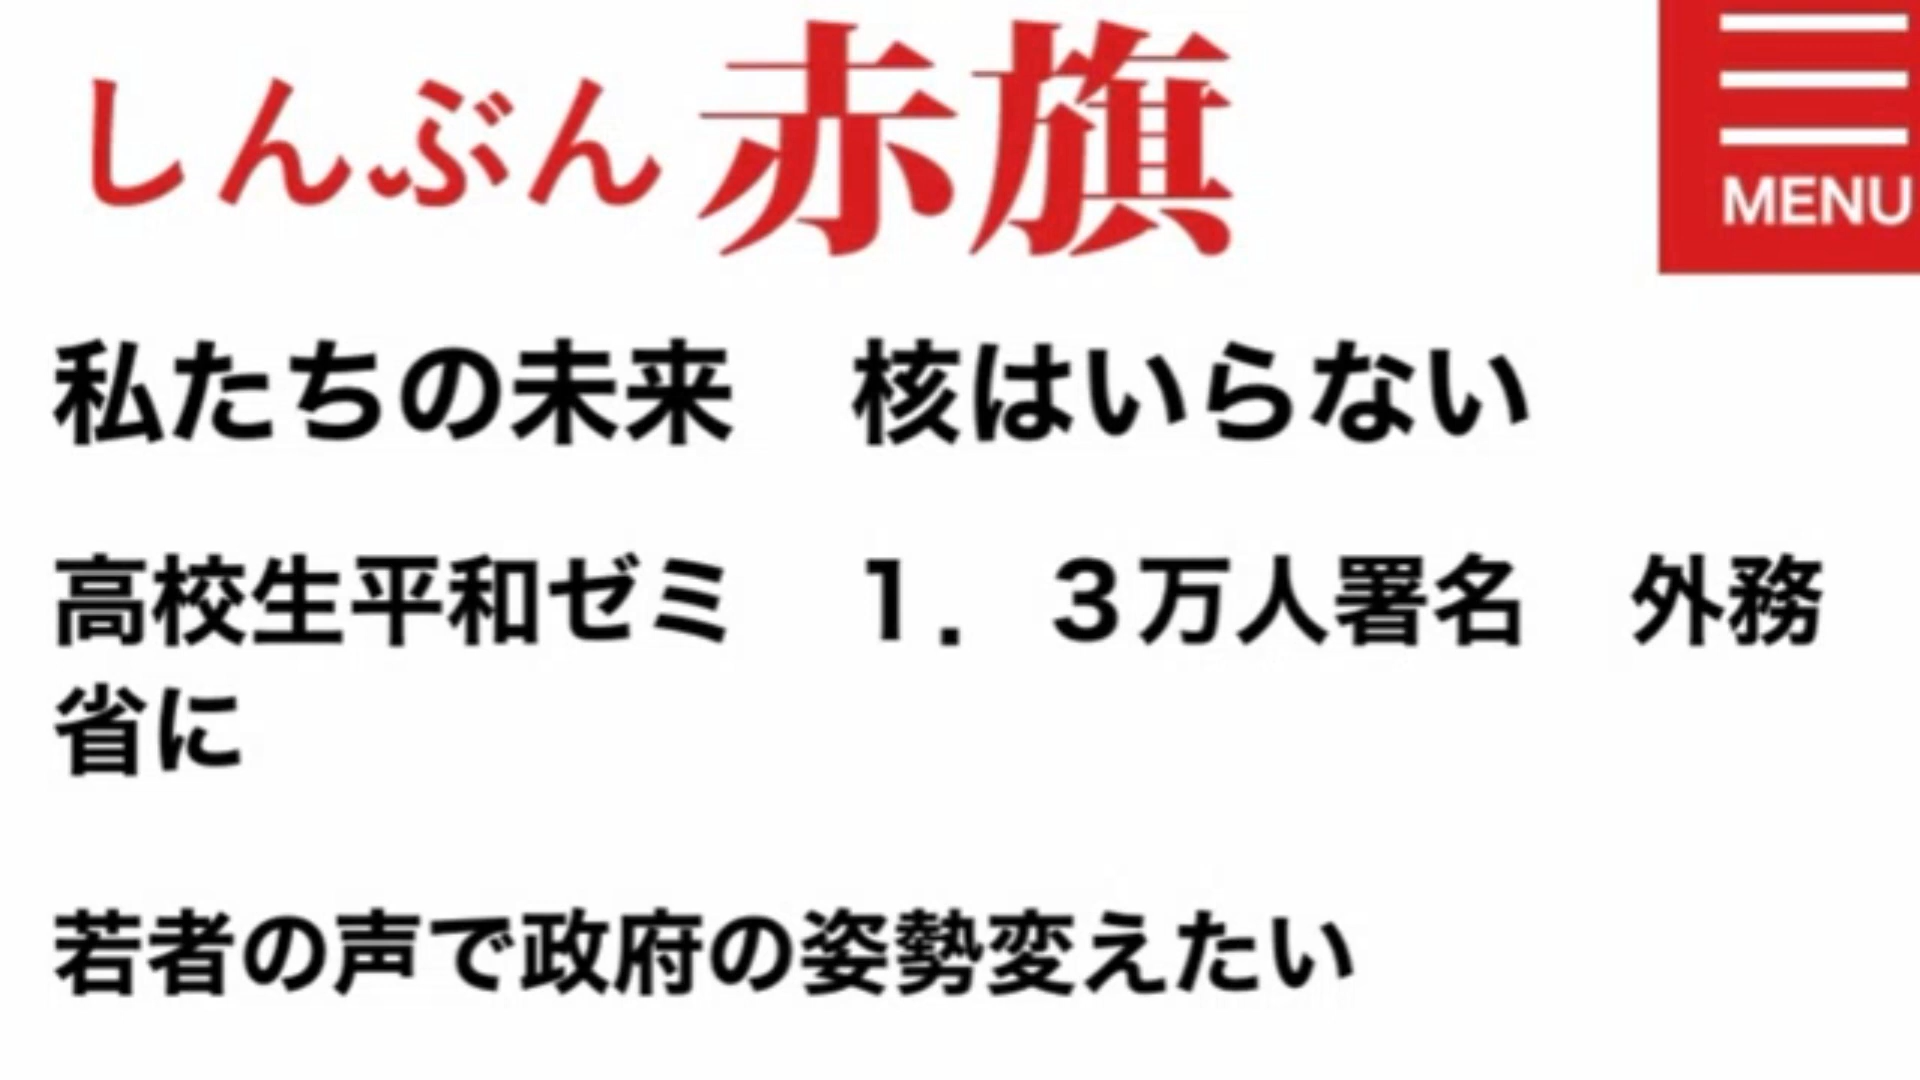 しんぶん赤旗
MENU
私たちの未来　核はいらない
高校生平和ゼミ　１．３万人署名　外務
省に
若者の声で政府の姿勢変えたい